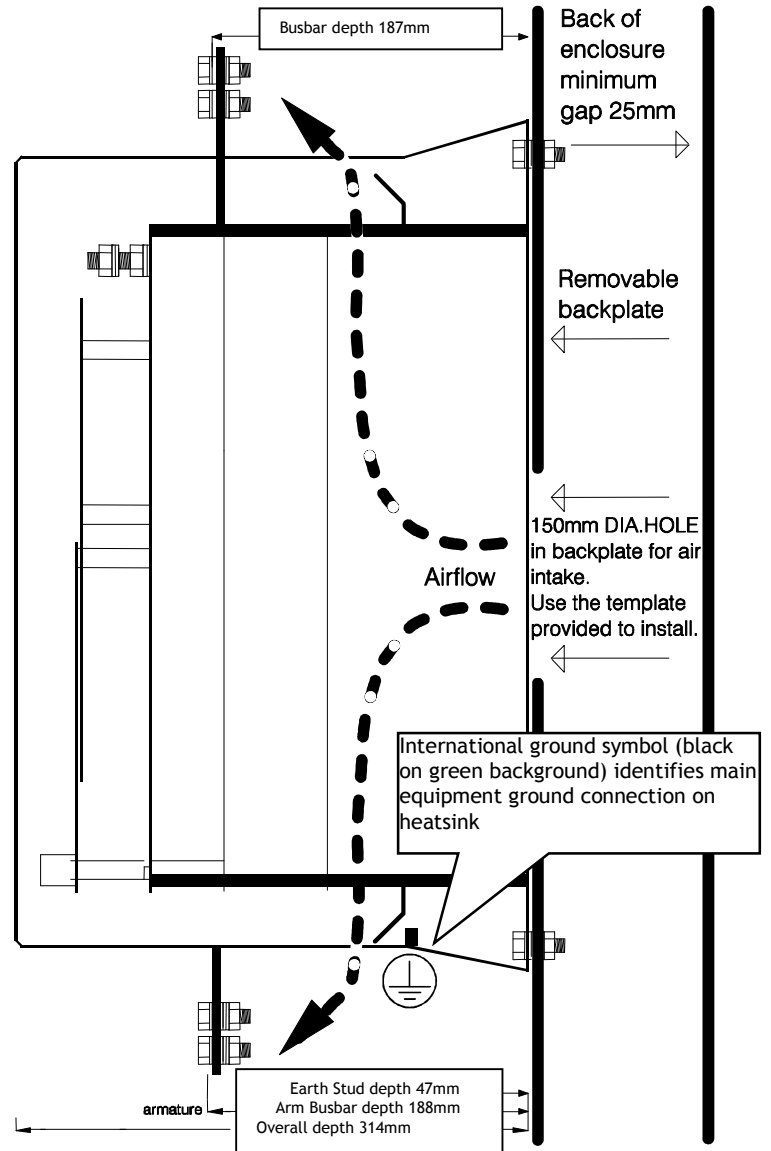 Busbar depth 187mm
Back of
enclosure
minimum
gap 25mm
Removable
backplate
150mm DIA.HOLE
in backplate for air
intake.
Use the template
provided to install.
Airflow
International ground symbol (black
on green background) identifies main
equipment ground connection on
heatsink
Earth Stud depth 47mm
armature
Arm Busbar depth 188mm
Overall depth 314mm